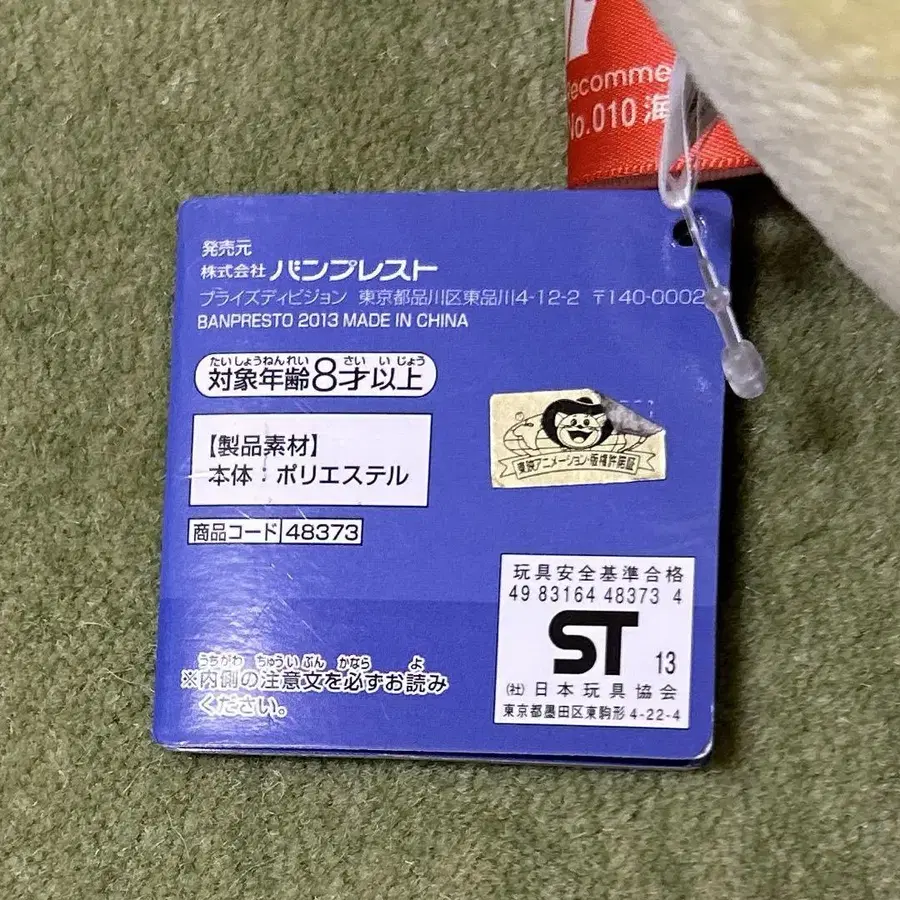 ecomme
No.010 海
発売元
株式会社 バンプレスト
プライズディビジョン 東京都品川区東品川4-12-2 〒140-0002
BANPRESTO 2013 MADE IN CHINA
たいしょうねんれい さい い じょう
対象年齢8才以上
【製品素材】
本体:ポリエステル
商品コード 48373
東映アニメーション・版権許諾証
玩具安全基準合格
49 83164 48373 4
ST 13
(社)日本玩具協会
東京都墨田区東駒形 4-22-4
うちがわ ちゅういぶん かなら よ
※内側の注意文を必ずお読み
ください。